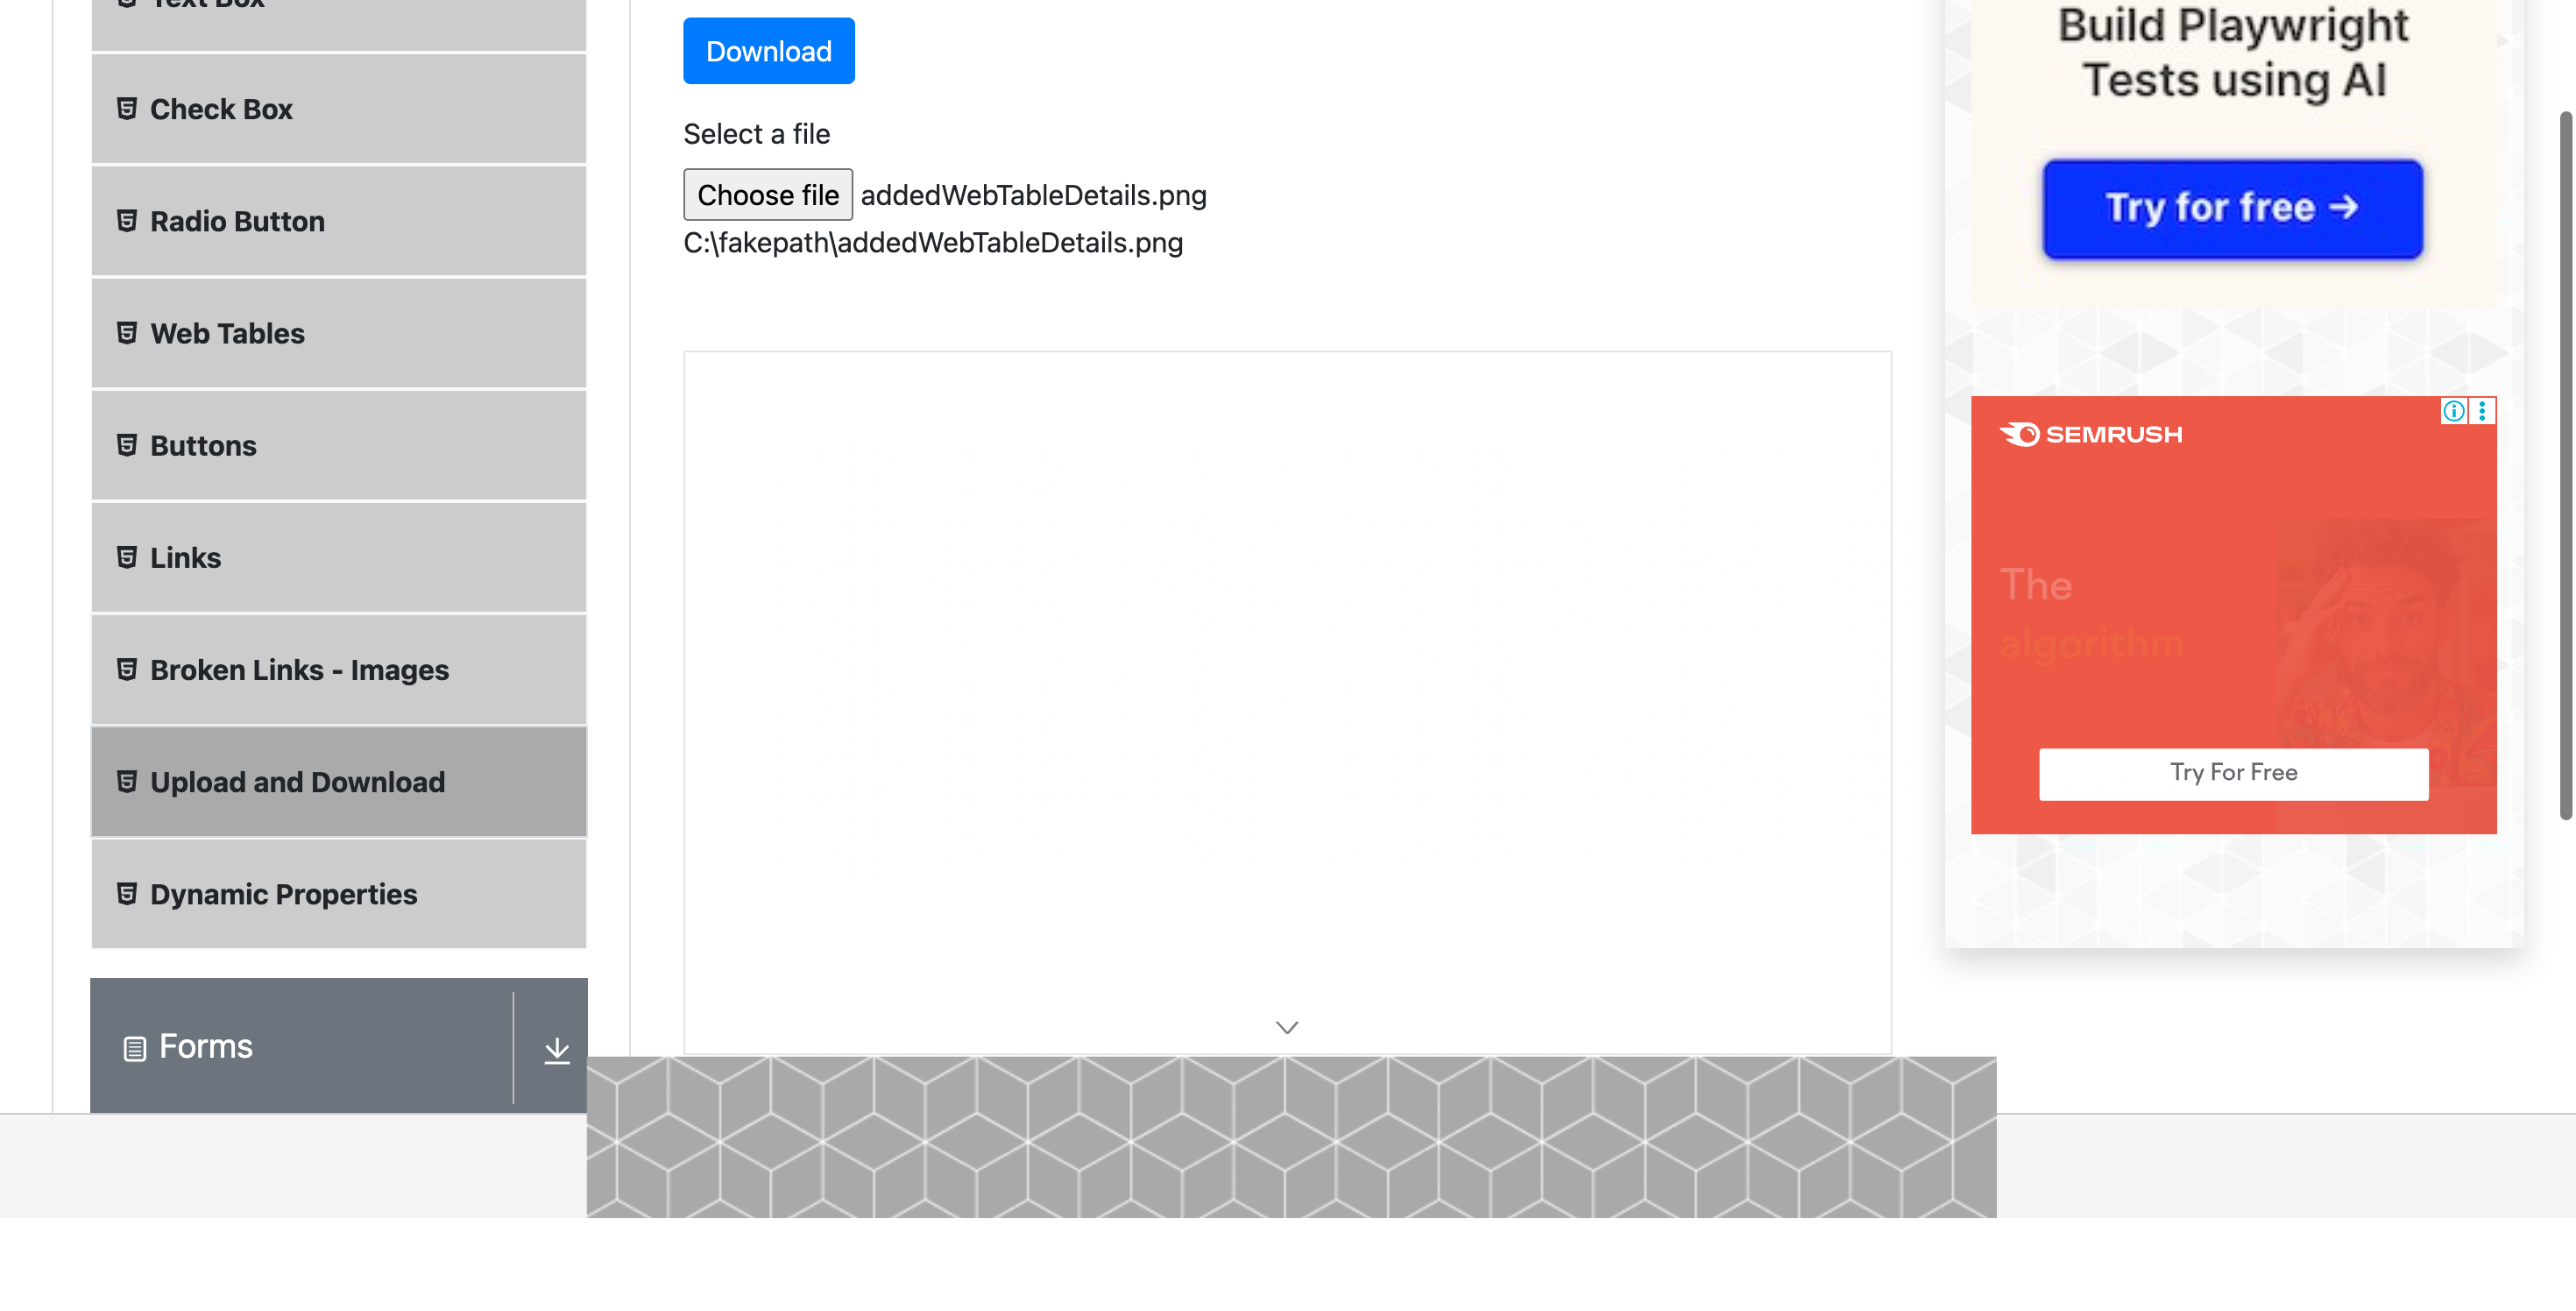 Text Box
Check Box
Radio Button
Web Tables
Buttons
Links
Broken Links - Images
Upload and Download
Dynamic Properties
Forms
Download
Select a file
Choose file addedWebTableDetails.png
C:\fakepath\addedWebTableDetails.png
Build Playwright
Tests using AI
Try for free →
SEMRUSH
The
algorithm
Try For Free